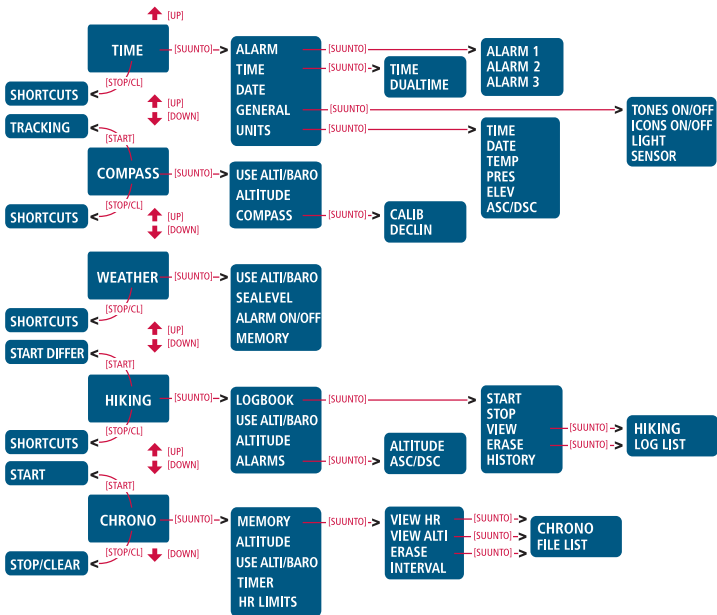 [UP]
TIME
[SUUNTO]
ALARM
TIME
DATE
GENERAL
UNITS
[SUUNTO]
ALARM 1
ALARM 2
ALARM 3
[SUUNTO]
TIME
DUALTIME
[SUUNTO]
TONES ON/OFF
ICONS ON/OFF
LIGHT
SENSOR
[SUUNTO]
TIME
DATE
TEMP
PRES
ELEV
ASC/DSC
[STOP/CL]
SHORTCUTS
[UP]
[DOWN]
TRACKING
[START]
COMPASS
[SUUNTO]
USE ALTI/BARO
ALTITUDE
COMPASS
[SUUNTO]
CALIB
DECLIN
[STOP/CL]
SHORTCUTS
[UP]
[DOWN]
WEATHER
[SUUNTO]
USE ALTI/BARO
SEALEVEL
ALARM ON/OFF
MEMORY
[STOP/CL]
SHORTCUTS
[UP]
[DOWN]
START DIFFER
[START]
HIKING
[SUUNTO]
LOGBOOK
USE ALTI/BARO
ALTITUDE
ALARMS
[SUUNTO]
START
STOP
VIEW
ERASE
HISTORY
[SUUNTO]
[SUUNTO]
HIKING
LOG LIST
[SUUNTO]
ALTITUDE
ASC/DSC
[STOP/CL]
SHORTCUTS
[UP]
[DOWN]
START
[START]
CHRONO
[SUUNTO]
MEMORY
ALTITUDE
USE ALTI/BARO
TIMER
HR LIMITS
[SUUNTO]
VIEW HR
VIEW ALTI
ERASE
INTERVAL
[SUUNTO]
[SUUNTO]
[SUUNTO]
CHRONO
FILE LIST
[STOP/CL]
STOP/CLEAR
[DOWN]